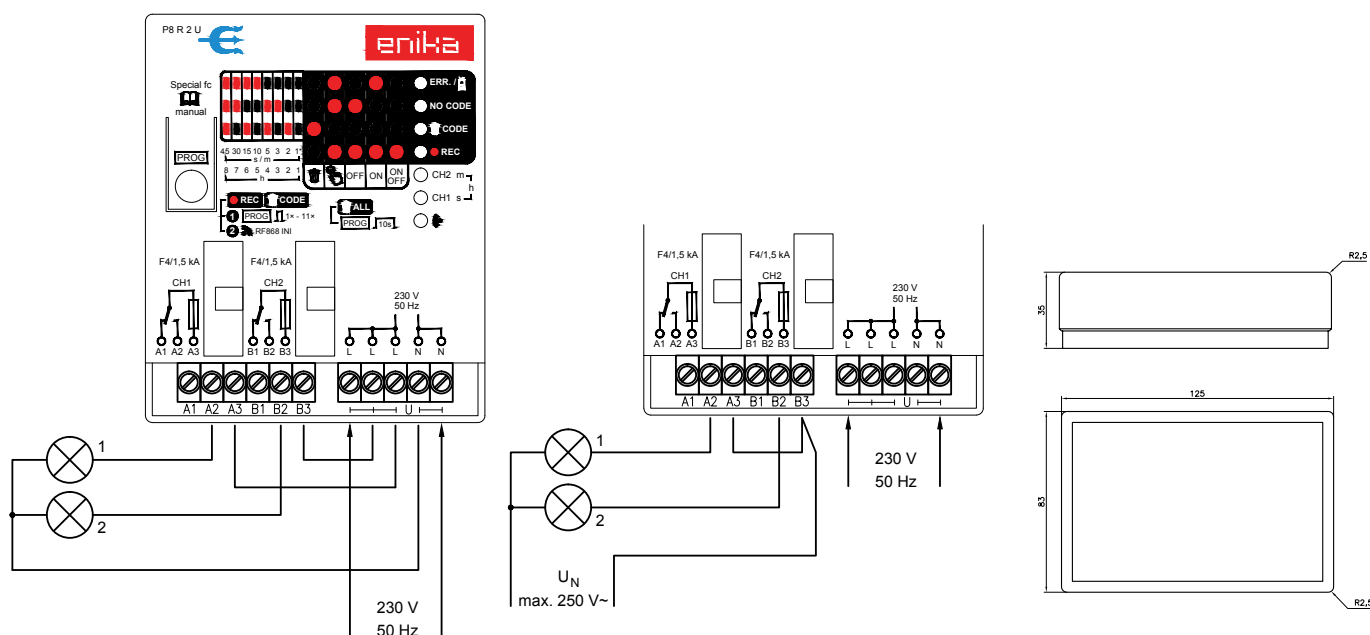 P8 R 2 U
enika
Special fc
manual
PROG
ERR. /
NO CODE
CODE
REC
45 30 15 10 5 3 2 1*
s / m
8 7 6 5 4 3 2 1
h
OFF ON ON OFF
CH2 m
h
CH1 s
REC CODE
1 PROG 1× - 11×
2 RF868 INI
ALL
PROG 10s
F4/1,5 kA
CH1
A1 A2 A3
F4/1,5 kA
CH2
B1 B2 B3
230 V
50 Hz
L L L N N
A1 A2 A3 B1 B2 B3 U
1
2
230 V
50 Hz
F4/1,5 kA
CH1
A1 A2 A3
F4/1,5 kA
CH2
B1 B2 B3
230 V
50 Hz
L L L N N
A1 A2 A3 B1 B2 B3 U
1
2
230 V
50 Hz
UN
max. 250 V~
R2,5
35
125
83
R2,5